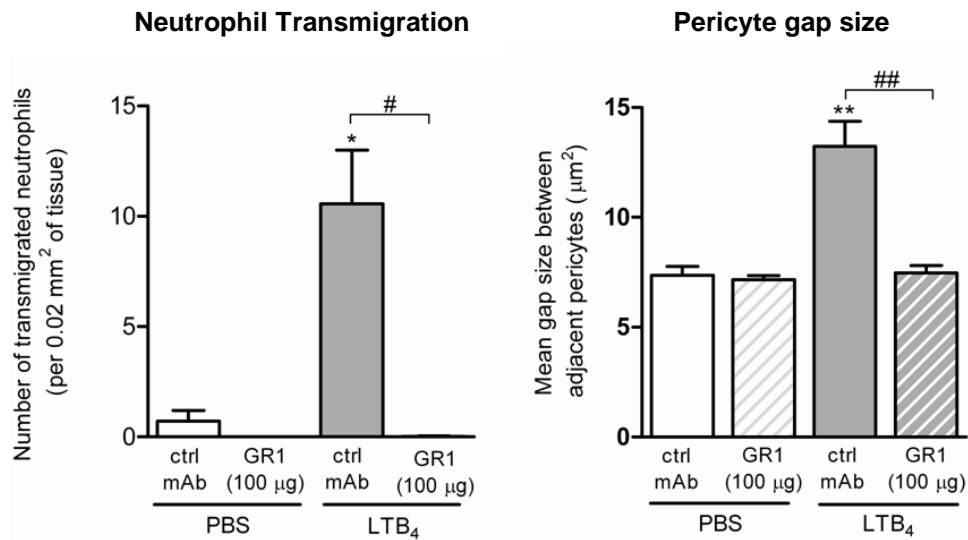 Neutrophil Transmigration
Number of transmigrated neutrophils
(per 0.02 mm² of tissue)
15
10
5
0
*
#
ctrl
mAb
GR1
(100 μg)
ctrl
mAb
GR1
(100 μg)
PBS
LTB₄
Pericyte gap size
Mean gap size between
adjacent pericytes (μm²)
15
10
5
0
**
##
ctrl
mAb
GR1
(100 μg)
ctrl
mAb
GR1
(100 μg)
PBS
LTB₄